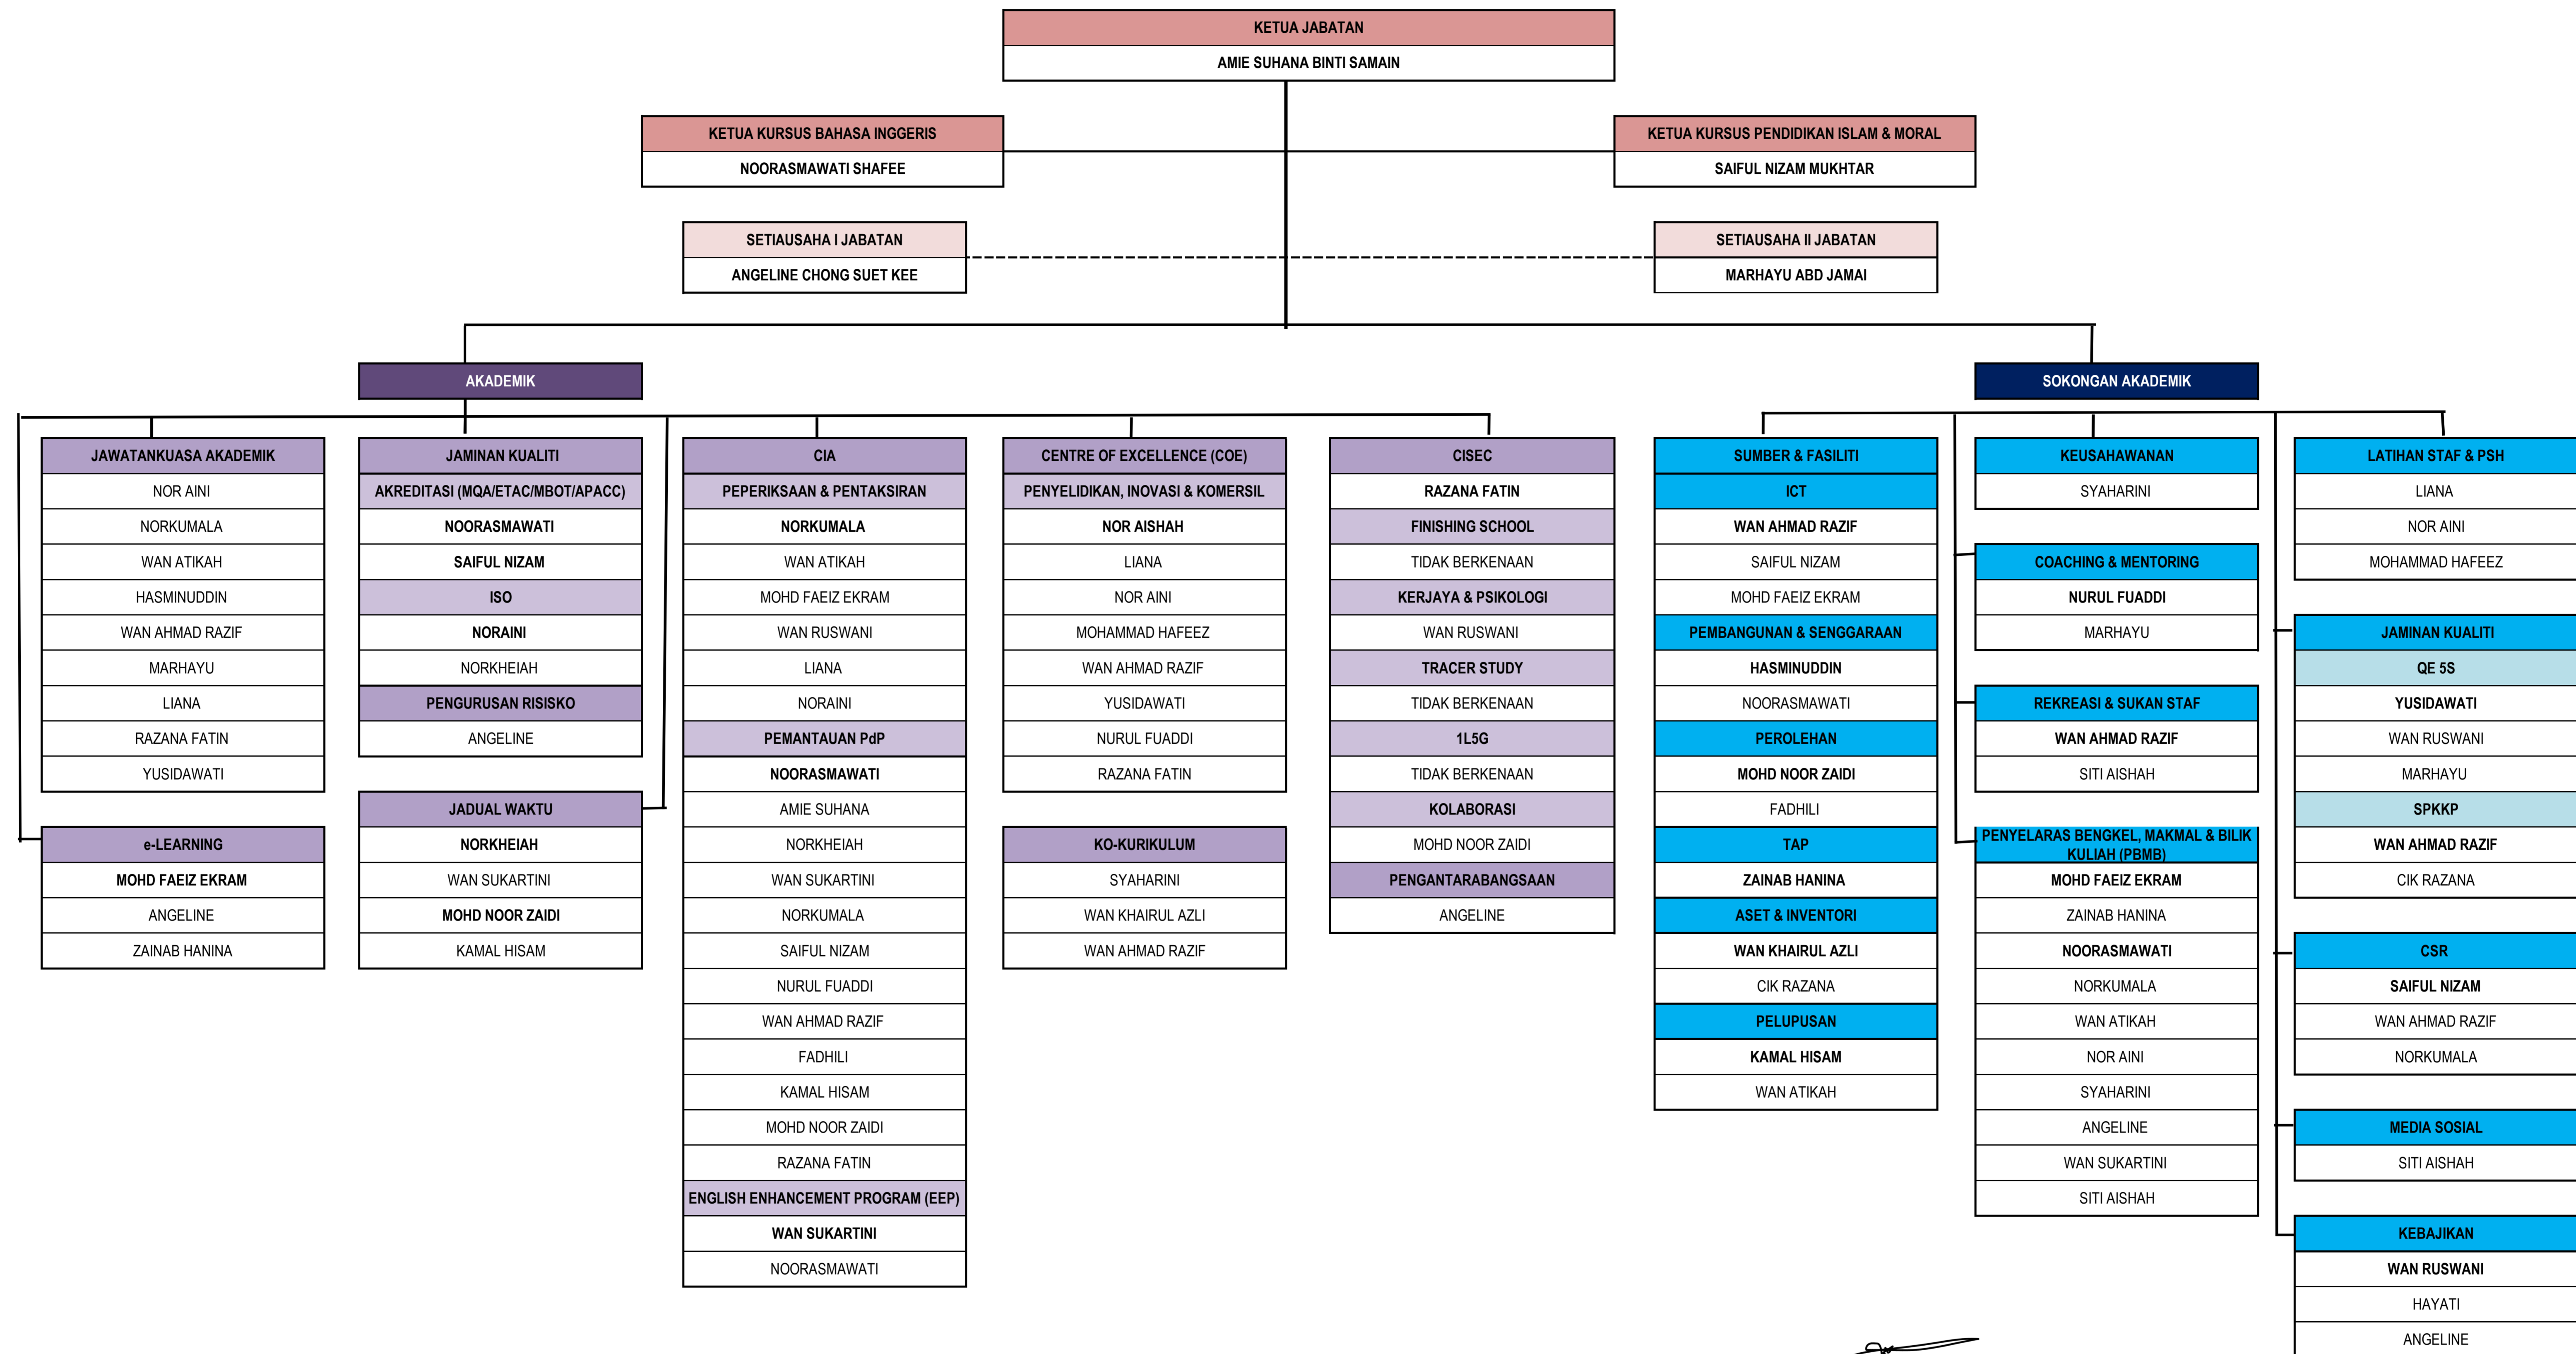 KETUA JABATAN
AMIE SUHANA BINTI SAMAIN
KETUA KURSUS BAHASA INGGERIS
NOORASMAWATI SHAFEE
KETUA KURSUS PENDIDIKAN ISLAM & MORAL
SAIFUL NIZAM MUKHTAR
SETIAUSAHA I JABATAN
ANGELINE CHONG SUET KEE
SETIAUSAHA II JABATAN
MARHAYU ABD JAMAI
AKADEMIK
SOKONGAN AKADEMIK
JAWATANKUASA AKADEMIK
NOR AINI
NORKUMALA
WAN ATIKAH
HASMINUDDIN
WAN AHMAD RAZIF
MARHAYU
LIANA
RAZANA FATIN
YUSIDAWATI
e-LEARNING
MOHD FAEIZ EKRAM
ANGELINE
ZAINAB HANINA
JAMINAN KUALITI
AKREDITASI (MQA/ETAC/MBOT/APACC)
NOORASMAWATI
SAIFUL NIZAM
ISO
NORAINI
NORKHEIAH
PENGURUSAN RISISKO
ANGELINE
JADUAL WAKTU
NORKHEIAH
WAN SUKARTINI
MOHD NOOR ZAIDI
KAMAL HISAM
CIA
PEPERIKSAAN & PENTAKSIRAN
NORKUMALA
WAN ATIKAH
MOHD FAEIZ EKRAM
WAN RUSWANI
LIANA
NORAINI
PEMANTAUAN PdP
NOORASMAWATI
AMIE SUHANA
NORKHEIAH
WAN SUKARTINI
NORKUMALA
SAIFUL NIZAM
NURUL FUADDI
WAN AHMAD RAZIF
FADHILI
KAMAL HISAM
MOHD NOOR ZAIDI
RAZANA FATIN
ENGLISH ENHANCEMENT PROGRAM (EEP)
WAN SUKARTINI
NOORASMAWATI
CENTRE OF EXCELLENCE (COE)
PENYELIDIKAN, INOVASI & KOMERSIL
NOR AISHAH
LIANA
NOR AINI
MOHAMMAD HAFEEZ
WAN AHMAD RAZIF
YUSIDAWATI
NURUL FUADDI
RAZANA FATIN
KO-KURIKULUM
SYAHARINI
WAN KHAIRUL AZLI
WAN AHMAD RAZIF
CISEC
RAZANA FATIN
FINISHING SCHOOL
TIDAK BERKENAAN
KERJAYA & PSIKOLOGI
WAN RUSWANI
TRACER STUDY
TIDAK BERKENAAN
1L5G
TIDAK BERKENAAN
KOLABORASI
MOHD NOOR ZAIDI
PENGANTARABANGSAAN
ANGELINE
SUMBER & FASILITI
ICT
WAN AHMAD RAZIF
SAIFUL NIZAM
MOHD FAEIZ EKRAM
PEMBANGUNAN & SENGGARAAN
HASMINUDDIN
NOORASMAWATI
PEROLEHAN
MOHD NOOR ZAIDI
FADHILI
TAP
ZAINAB HANINA
ASET & INVENTORI
WAN KHAIRUL AZLI
CIK RAZANA
PELUPUSAN
KAMAL HISAM
WAN ATIKAH
KEUSAHAWANAN
SYAHARINI
COACHING & MENTORING
NURUL FUADDI
MARHAYU
REKREASI & SUKAN STAF
WAN AHMAD RAZIF
SITI AISHAH
PENYELARAS BENGKEL, MAKMAL & BILIK
KULIAH (PBMB)
MOHD FAEIZ EKRAM
ZAINAB HANINA
NOORASMAWATI
NORKUMALA
WAN ATIKAH
NOR AINI
SYAHARINI
ANGELINE
WAN SUKARTINI
SITI AISHAH
LATIHAN STAF & PSH
LIANA
NOR AINI
MOHAMMAD HAFEEZ
JAMINAN KUALITI
QE 5S
YUSIDAWATI
WAN RUSWANI
MARHAYU
SPKKP
WAN AHMAD RAZIF
CIK RAZANA
CSR
SAIFUL NIZAM
WAN AHMAD RAZIF
NORKUMALA
MEDIA SOSIAL
SITI AISHAH
KEBAJIKAN
WAN RUSWANI
HAYATI
ANGELINE